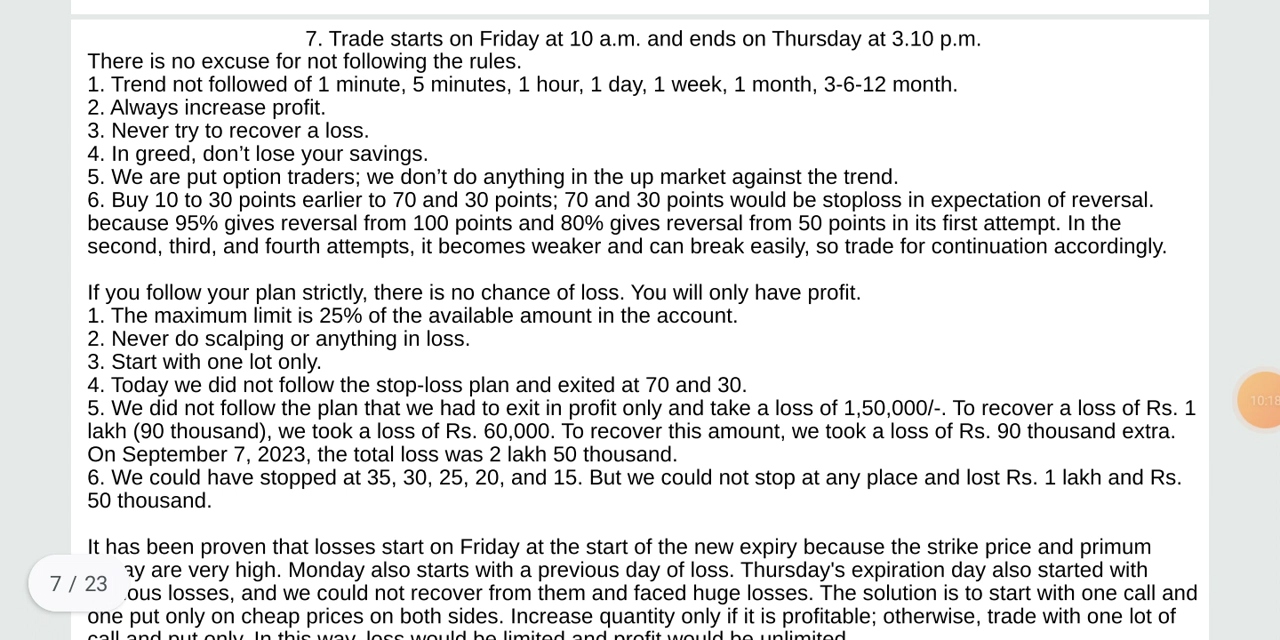 7. Trade starts on Friday at 10 a.m. and ends on Thursday at 3.10 p.m.
There is no excuse for not following the rules.
1. Trend not followed of 1 minute, 5 minutes, 1 hour, 1 day, 1 week, 1 month, 3-6-12 month.
2. Always increase profit.
3. Never try to recover a loss.
4. In greed, don’t lose your savings.
5. We are put option traders; we don’t do anything in the up market against the trend.
6. Buy 10 to 30 points earlier to 70 and 30 points; 70 and 30 points would be stoploss in expectation of reversal.
because 95% gives reversal from 100 points and 80% gives reversal from 50 points in its first attempt. In the
second, third, and fourth attempts, it becomes weaker and can break easily, so trade for continuation accordingly.
If you follow your plan strictly, there is no chance of loss. You will only have profit.
1. The maximum limit is 25% of the available amount in the account.
2. Never do scalping or anything in loss.
3. Start with one lot only.
4. Today we did not follow the stop-loss plan and exited at 70 and 30.
5. We did not follow the plan that we had to exit in profit only and take a loss of 1,50,000/-. To recover a loss of Rs. 1
lakh (90 thousand), we took a loss of Rs. 60,000. To recover this amount, we took a loss of Rs. 90 thousand extra.
On September 7, 2023, the total loss was 2 lakh 50 thousand.
6. We could have stopped at 35, 30, 25, 20, and 15. But we could not stop at any place and lost Rs. 1 lakh and Rs.
50 thousand.
It has been proven that losses start on Friday at the start of the new expiry because the strike price and primum
are very high. Monday also starts with a previous day of loss. Thursday's expiration day also started with
losses, and we could not recover from them and faced huge losses. The solution is to start with one call and
one put only on cheap prices on both sides. Increase quantity only if it is profitable; otherwise, trade with one lot of
call and put only. In this way, loss would be limited and profit would be unlimited.
7 / 23
10:18